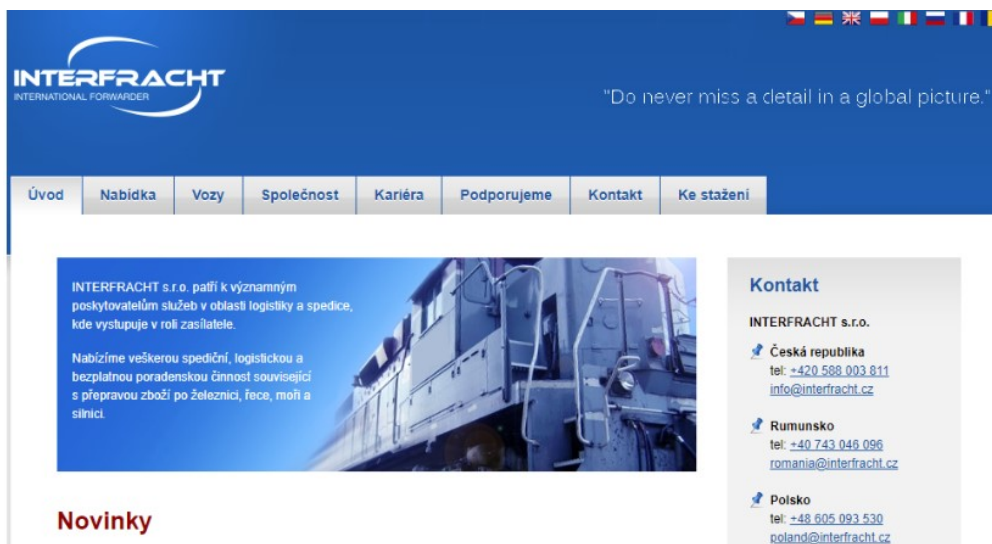 INTERFRACHT
INTERNATIONAL FORWARDER
"Do never miss a detail in a global picture."
Úvod
Nabídka
Vozy
Společnost
Kariéra
Podporujeme
Kontakt
Ke stažení
INTERFRACHT s.r.o. patří k významným
poskytovatelům služeb v oblasti logistiky a spedice,
kde vystupuje v roli zasílatele.
Nabízíme veškerou spediční, logistickou a
bezplatnou poradenskou činnost související
s přepravou zboží po železnici, řece, moři a
silnici.
Novinky
Kontakt
INTERFRACHT s.r.o.
Česká republika
tel: +420 588 003 811
info@interfracht.cz
Rumunsko
tel: +40 743 046 096
romania@interfracht.cz
Polsko
tel: +48 605 093 530
poland@interfracht.cz